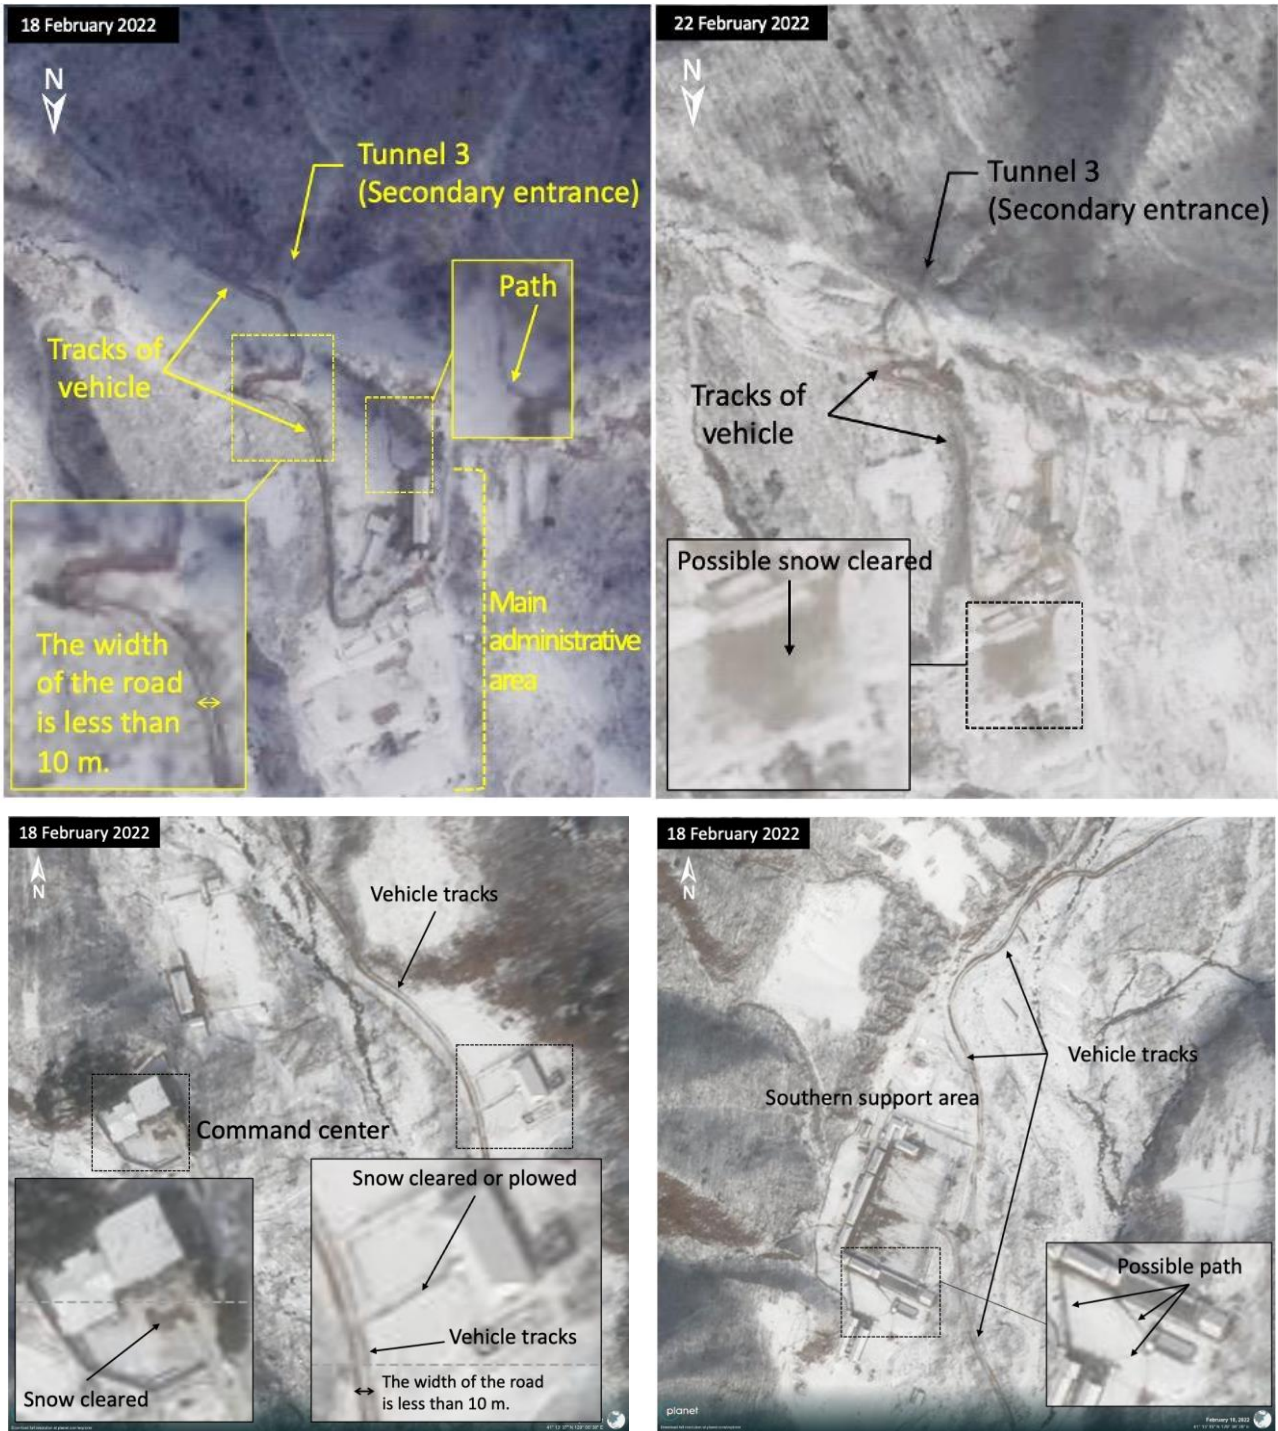 18 February 2022
N
Tunnel 3
(Secondary entrance)
Path
Tracks of
vehicle
The width
of the road
is less than
10 m.
Main
administrative
area
22 February 2022
N
Tunnel 3
(Secondary entrance)
Tracks of
vehicle
Possible snow cleared
18 February 2022
N
Vehicle tracks
Command center
Snow cleared or plowed
Vehicle tracks
The width of the road
is less than 10 m.
Snow cleared
18 February 2022
N
Vehicle tracks
Southern support area
Possible path
planet
February 18, 2022